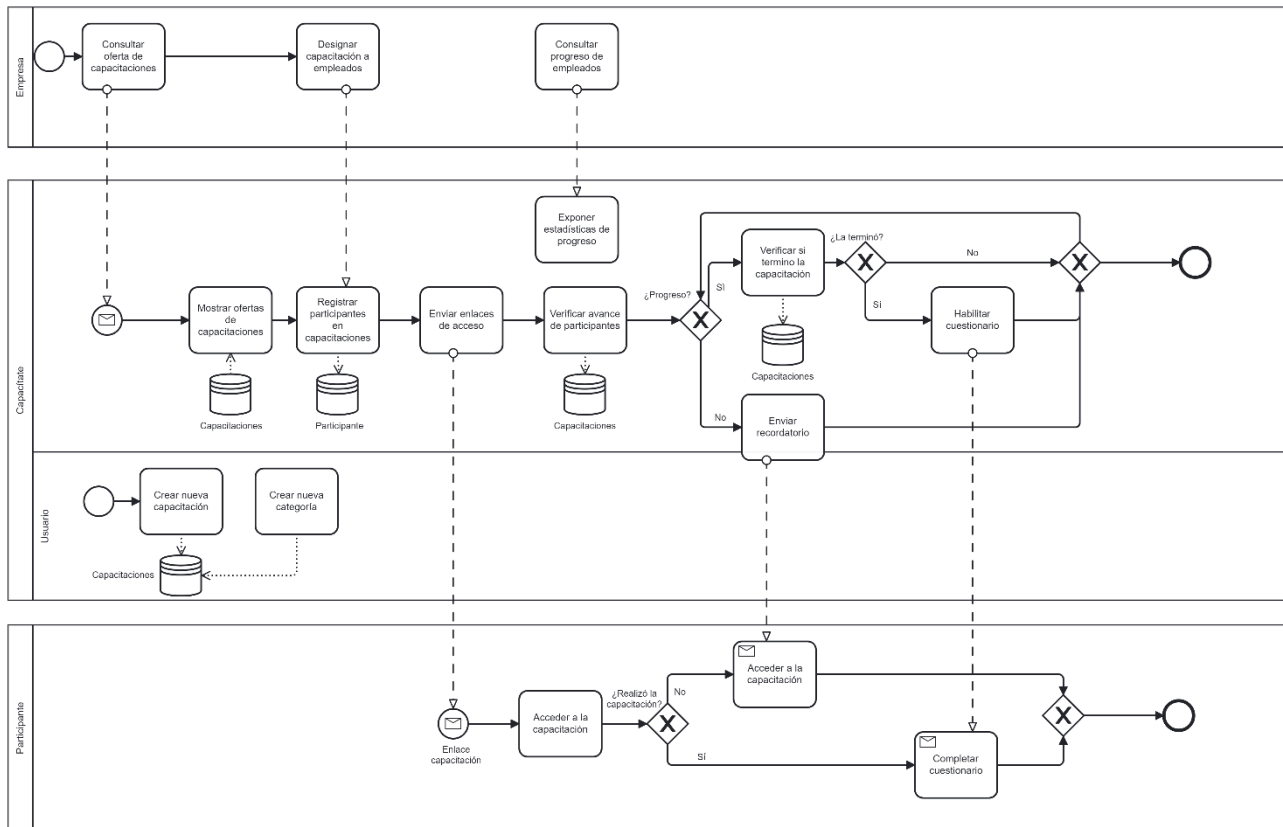 Empresa
Consultar
oferta de
capacitaciones
Designar
capacitación a
empleados
Consultar
progreso de
empleados
Capacítate
Exponer
estadísticas de
progreso
Mostrar ofertas
de
capacitaciones
Capacitaciones
Registrar
participantes
en
capacitaciones
Participante
Enviar enlaces
de acceso
Verificar avance
de participantes
Capacitaciones
¿Progreso?
Sí
No
Verificar si
termino la
capacitación
Capacitaciones
¿La terminó?
No
Sí
Habilitar
cuestionario
Enviar
recordatorio
Usuario
Crear nueva
capacitación
Crear nueva
categoría
Capacitaciones
Participante
Enlace
capacitación
Acceder a la
capacitación
¿Realizó la
capacitación?
No
Sí
Acceder a la
capacitación
Completar
cuestionario